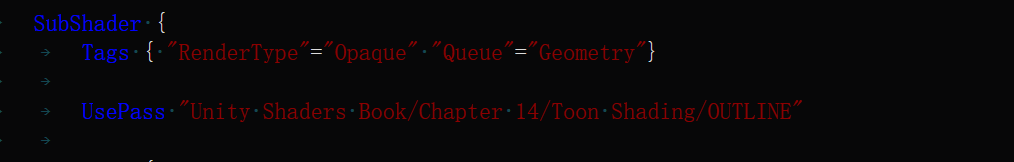 SubShader {
Tags { "RenderType"="Opaque" "Queue"="Geometry"}
UsePass "Unity Shaders Book/Chapter 14/Toon Shading/OUTLINE"
{